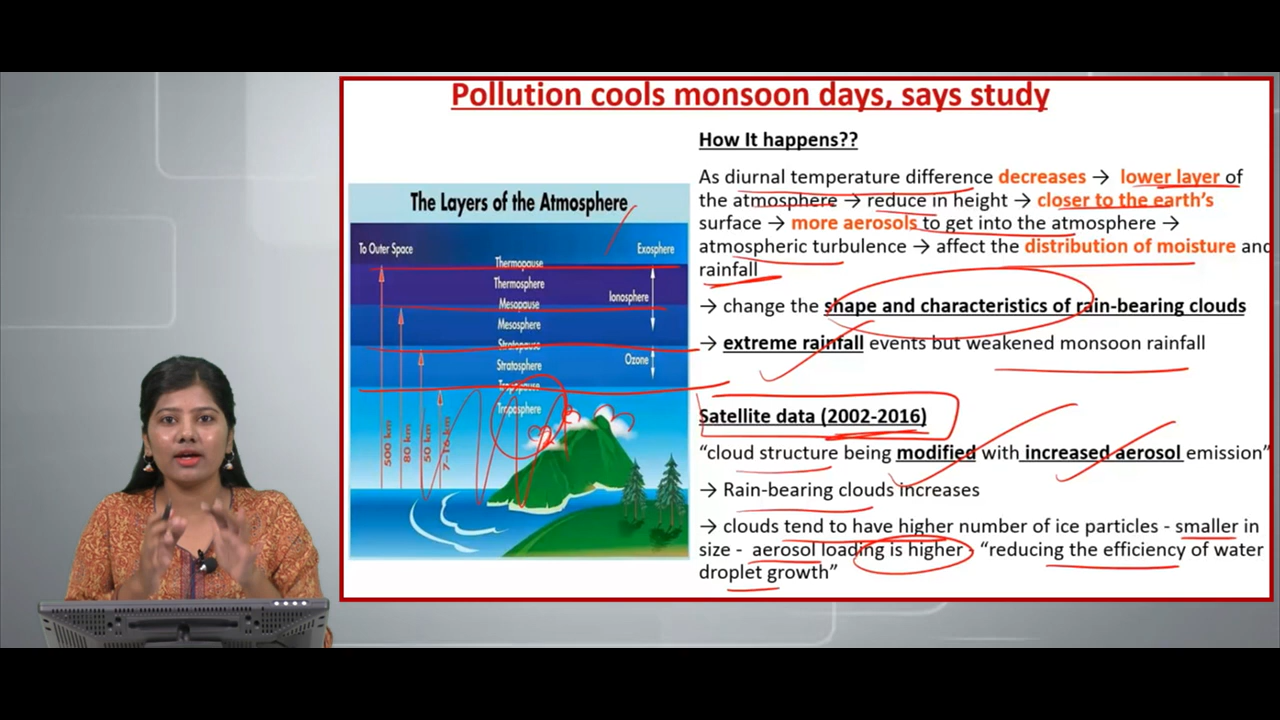 Pollution cools monsoon days, says study
The Layers of the Atmosphere
To Outer Space
Exosphere
Thermopause
Thermosphere
Ionosphere
Mesopause
Mesosphere
Stratopause
Ozone
Stratosphere
Tropopause
Troposphere
500 km
80 km
50 km
7-16 km
How It happens??
As diurnal temperature difference decreases → lower layer of
the atmosphere → reduce in height → closer to the earth's
surface → more aerosols to get into the atmosphere →
atmospheric turbulence → affect the distribution of moisture and
rainfall
→ change the shape and characteristics of rain-bearing clouds
→ extreme rainfall events but weakened monsoon rainfall
Satellite data (2002-2016)
“cloud structure being modified with increased aerosol emission”
→ Rain-bearing clouds increases
→ clouds tend to have higher number of ice particles - smaller in
size - aerosol loading is higher - “reducing the efficiency of water
droplet growth”